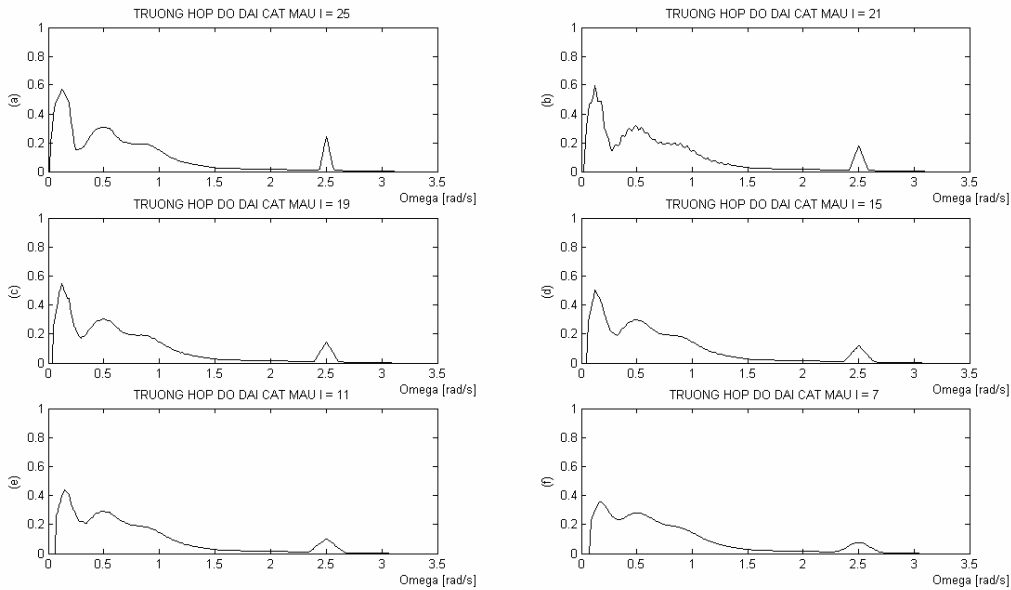 TRUONG HOP DO DAI CAT MAU l = 25
1
0.8
0.6
0.4
0.2
0
(a)
0 0.5 1 1.5 2 2.5 3 3.5
Omega [rad/s]
TRUONG HOP DO DAI CAT MAU l = 21
1
0.8
0.6
0.4
0.2
0
(b)
0 0.5 1 1.5 2 2.5 3 3.5
Omega [rad/s]
TRUONG HOP DO DAI CAT MAU l = 19
1
0.8
0.6
0.4
0.2
0
(c)
0 0.5 1 1.5 2 2.5 3 3.5
Omega [rad/s]
TRUONG HOP DO DAI CAT MAU l = 15
1
0.8
0.6
0.4
0.2
0
(d)
0 0.5 1 1.5 2 2.5 3 3.5
Omega [rad/s]
TRUONG HOP DO DAI CAT MAU l = 11
1
0.8
0.6
0.4
0.2
0
(e)
0 0.5 1 1.5 2 2.5 3 3.5
Omega [rad/s]
TRUONG HOP DO DAI CAT MAU l = 7
1
0.8
0.6
0.4
0.2
0
(f)
0 0.5 1 1.5 2 2.5 3 3.5
Omega [rad/s]